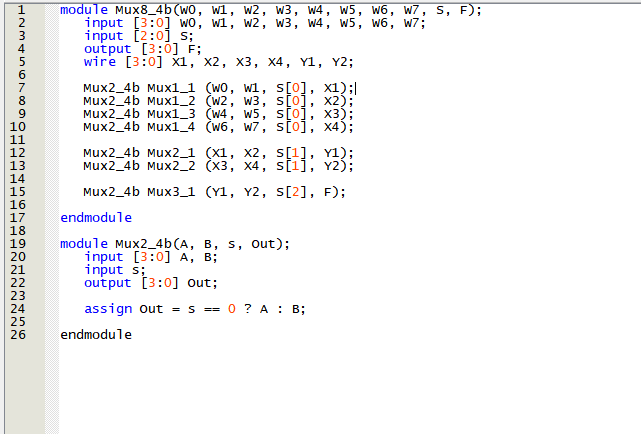 1 module Mux8_4b(W0, W1, W2, W3, W4, W5, W6, W7, S, F);
2 input [3:0] W0, W1, W2, W3, W4, W5, W6, W7;
3 input [2:0] S;
4 output [3:0] F;
5 wire [3:0] X1, X2, X3, X4, Y1, Y2;
6
7 Mux2_4b Mux1_1 (W0, W1, S[0], X1);
8 Mux2_4b Mux1_2 (W2, W3, S[0], X2);
9 Mux2_4b Mux1_3 (W4, W5, S[0], X3);
10 Mux2_4b Mux1_4 (W6, W7, S[0], X4);
11
12 Mux2_4b Mux2_1 (X1, X2, S[1], Y1);
13 Mux2_4b Mux2_2 (X3, X4, S[1], Y2);
14
15 Mux2_4b Mux3_1 (Y1, Y2, S[2], F);
16
17 endmodule
18
19 module Mux2_4b(A, B, s, Out);
20 input [3:0] A, B;
21 input s;
22 output [3:0] Out;
23
24 assign Out = s == 0 ? A : B;
25
26 endmodule